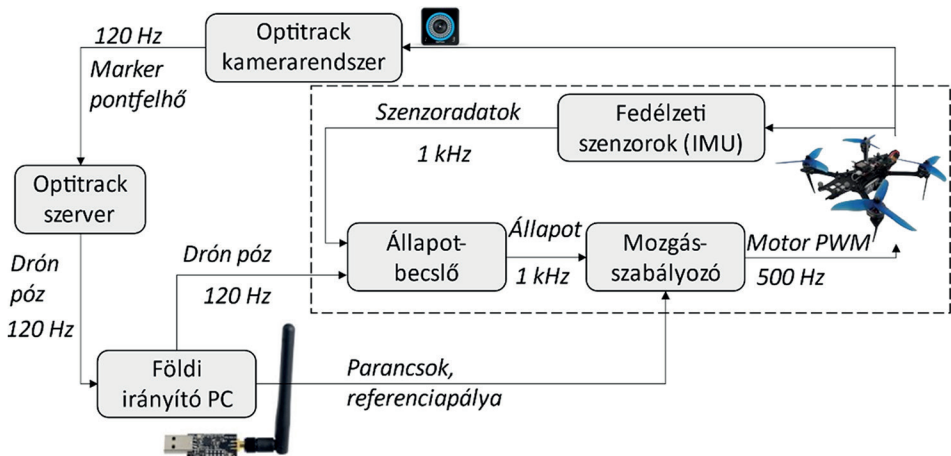 120 Hz
Marker
pontfelhő
Optitrack
kamerarendszer
Szenzoradatok
1 kHz
Fedélzeti
szenzorok (IMU)
Optitrack
szerver
Drón
póz
120 Hz
Drón póz
120 Hz
Állapot-
becslő
Állapot
1 kHz
Mozgás-
szabályozó
Motor PWM
500 Hz
Földi
irányító PC
Parancsok,
referenciapálya